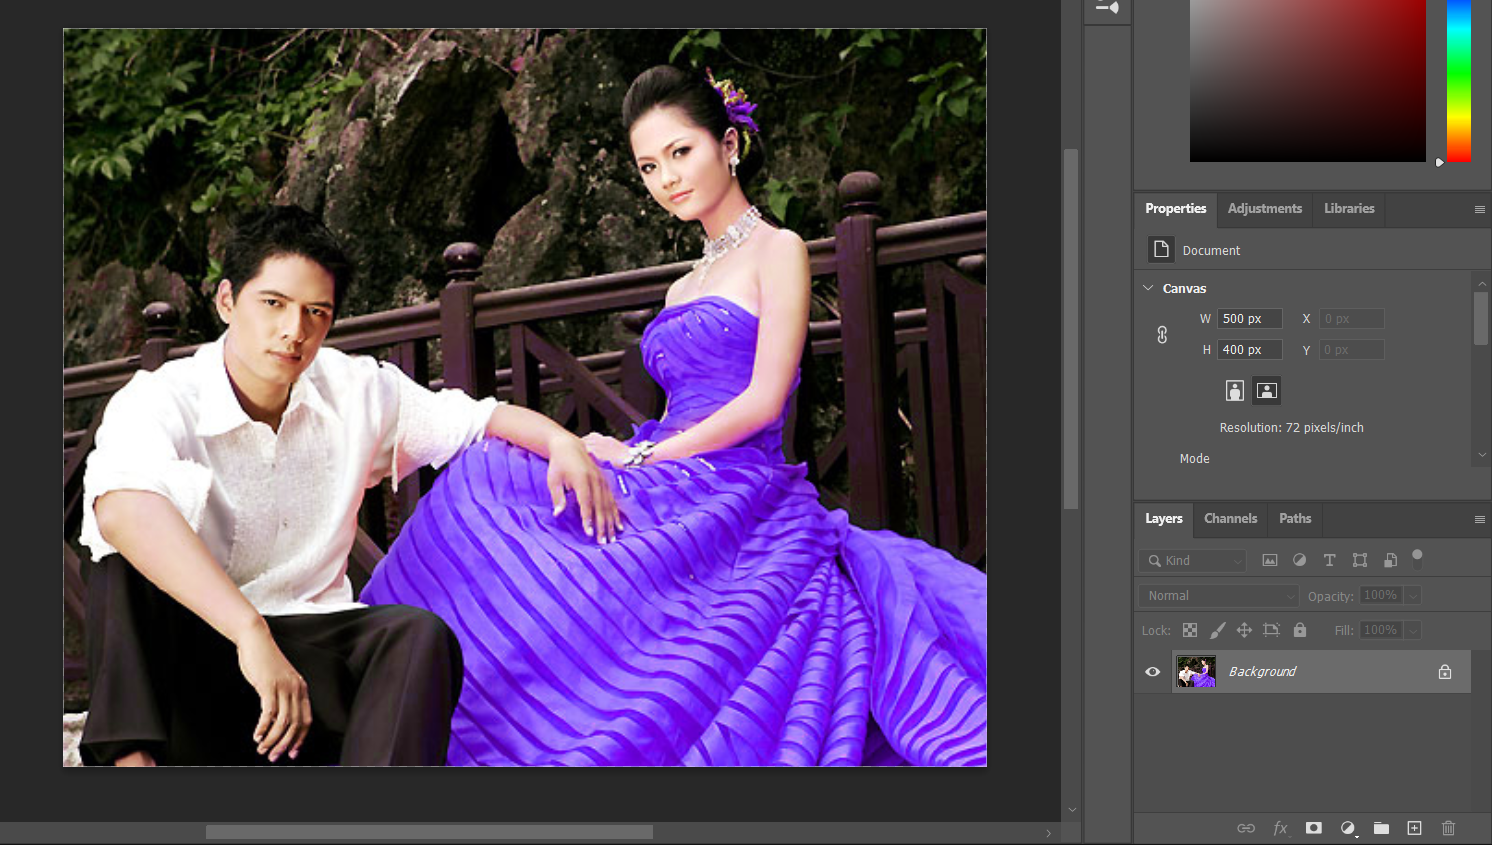 Properties
Adjustments
Libraries
Document
Canvas
W 500 px X 0 px
H 400 px Y 0 px
Resolution: 72 pixels/inch
Mode
Layers
Channels
Paths
Kind
T
Normal Opacity: 100%
Lock: Fill: 100%
Background
fx